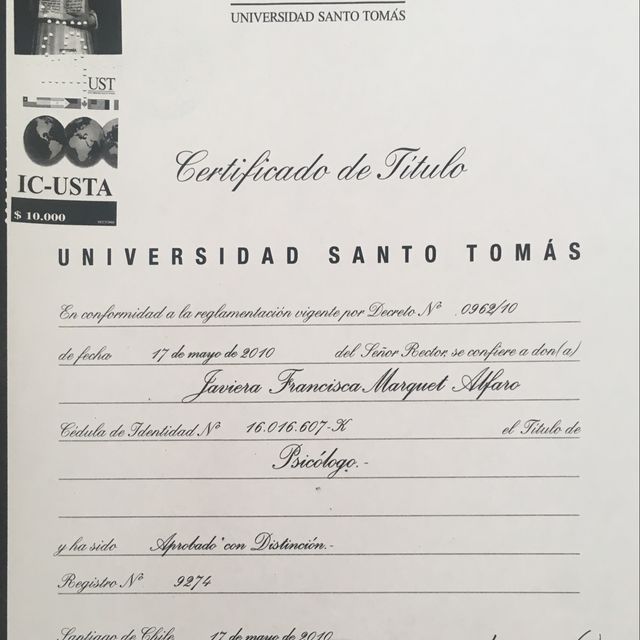 UNIVERSIDAD SANTO TOMÁS
UST
IC-USTA
$ 10.000
Certificado de Título
UNIVERSIDAD SANTO TOMÁS
En conformidad a la reglamentación vigente por Decreto Nº 0962/10
de fecha 17 de mayo de 2010 del Señor Rector, se confiere a don(a)
Javiera Francisca Marquet Alfaro
Cédula de Identidad Nº 16.016.607-K el Título de
Psicólogo.-
y ha sido Aprobado con Distinción.-
Registro Nº 9274
Santiago de Chile 17 de mayo de 2010